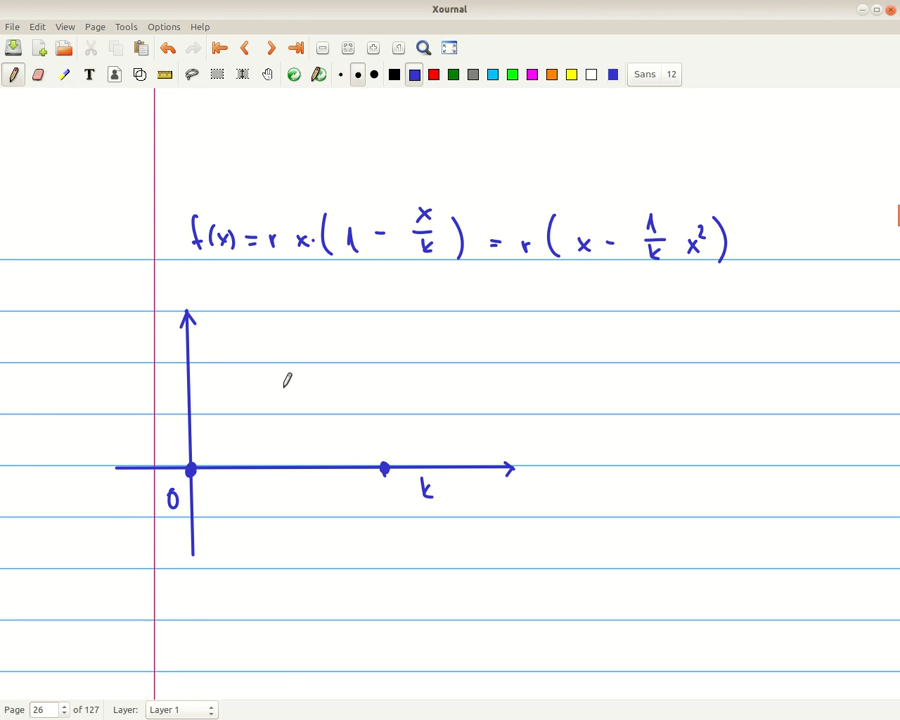 Xournal
File Edit View Page Tools Options Help
T Sans 12
f(x) = r x·(1 - x/k) = r (x - 1/k x²)
0 k
Page 26 of 127 Layer: Layer 1